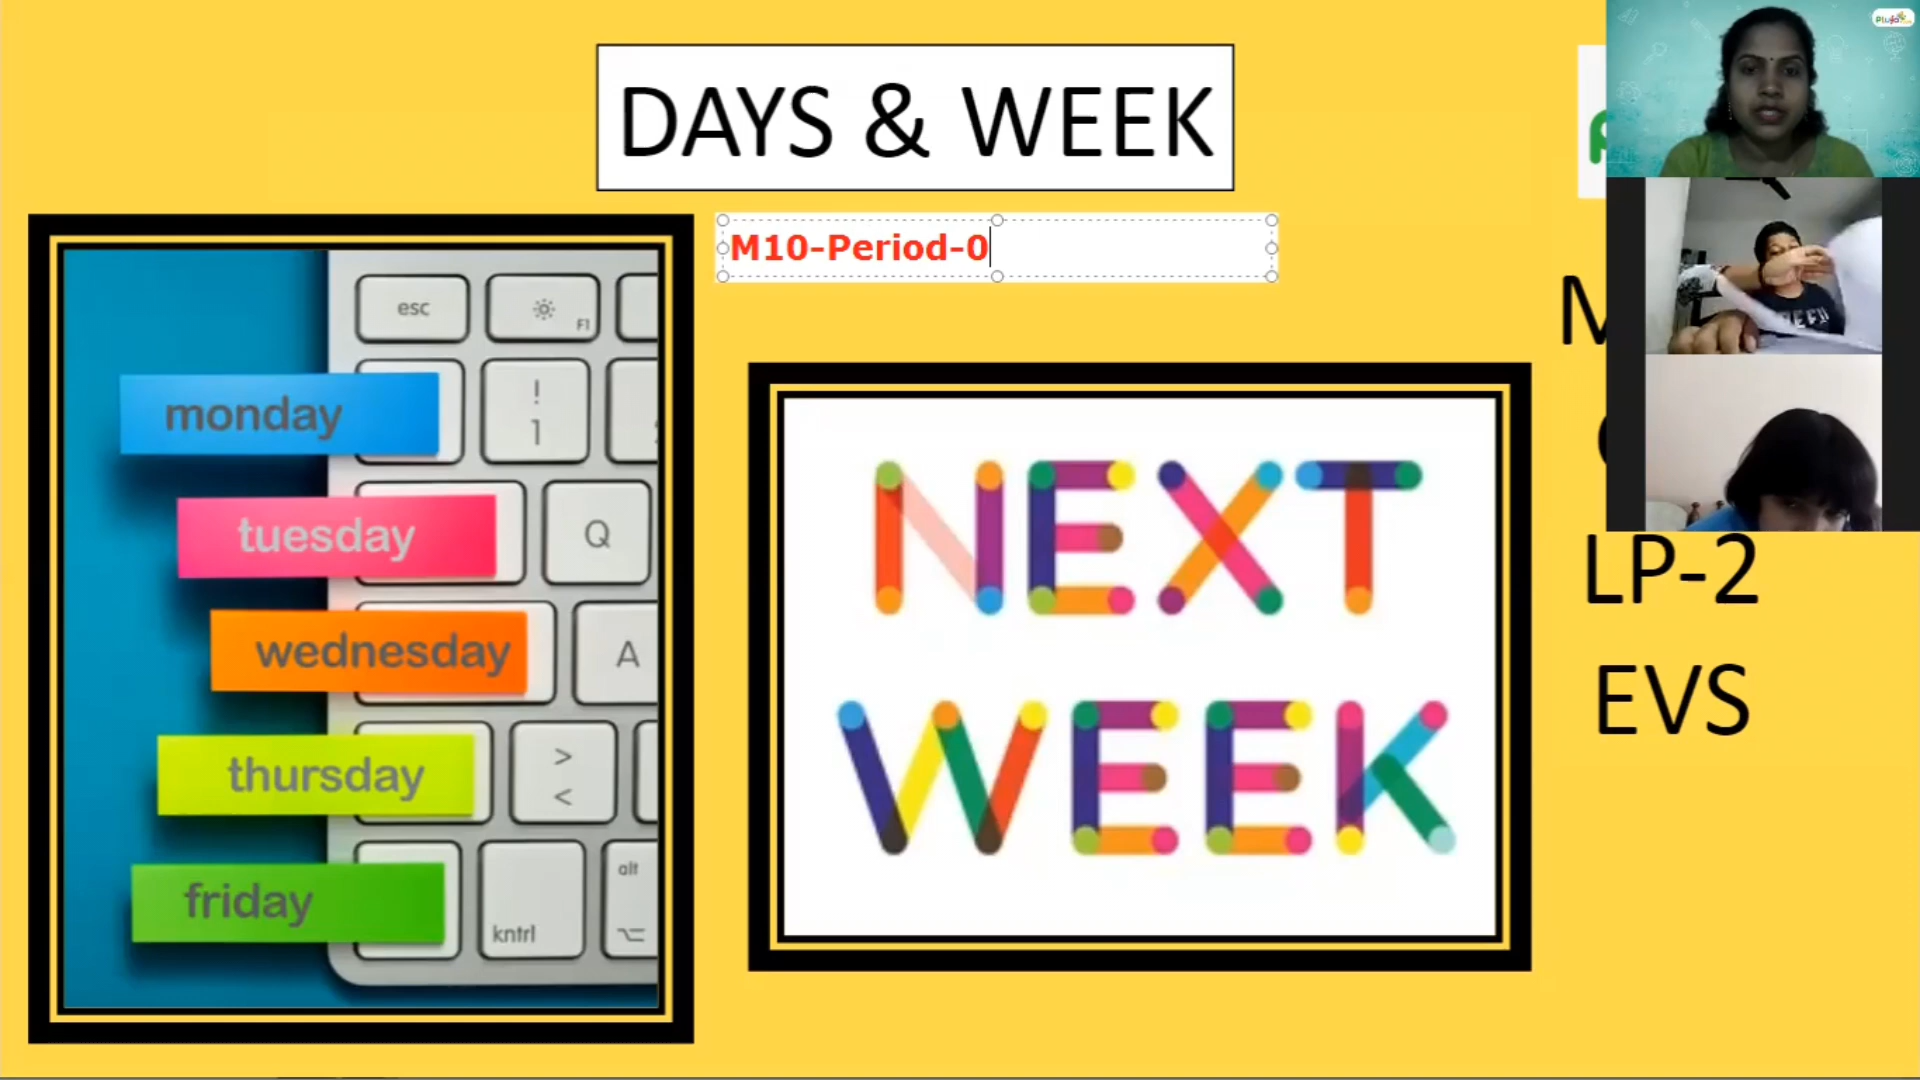 DAYS & WEEK
M10-Period-0
monday
tuesday
wednesday
thursday
friday
esc
F1
!
1
Q
A
>
<
alt
kntrl
NEXT
WEEK
LP-2
EVS